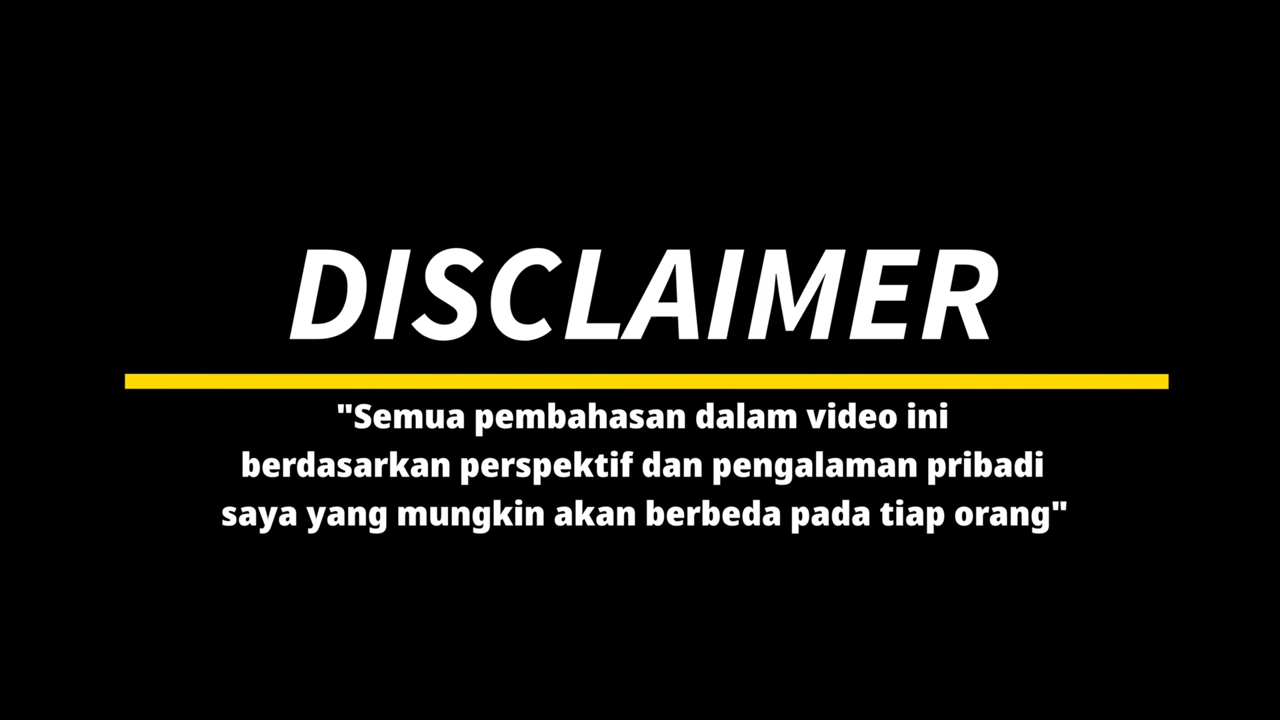 DISCLAIMER
"Semua pembahasan dalam video ini
berdasarkan perspektif dan pengalaman pribadi
saya yang mungkin akan berbeda pada tiap orang"